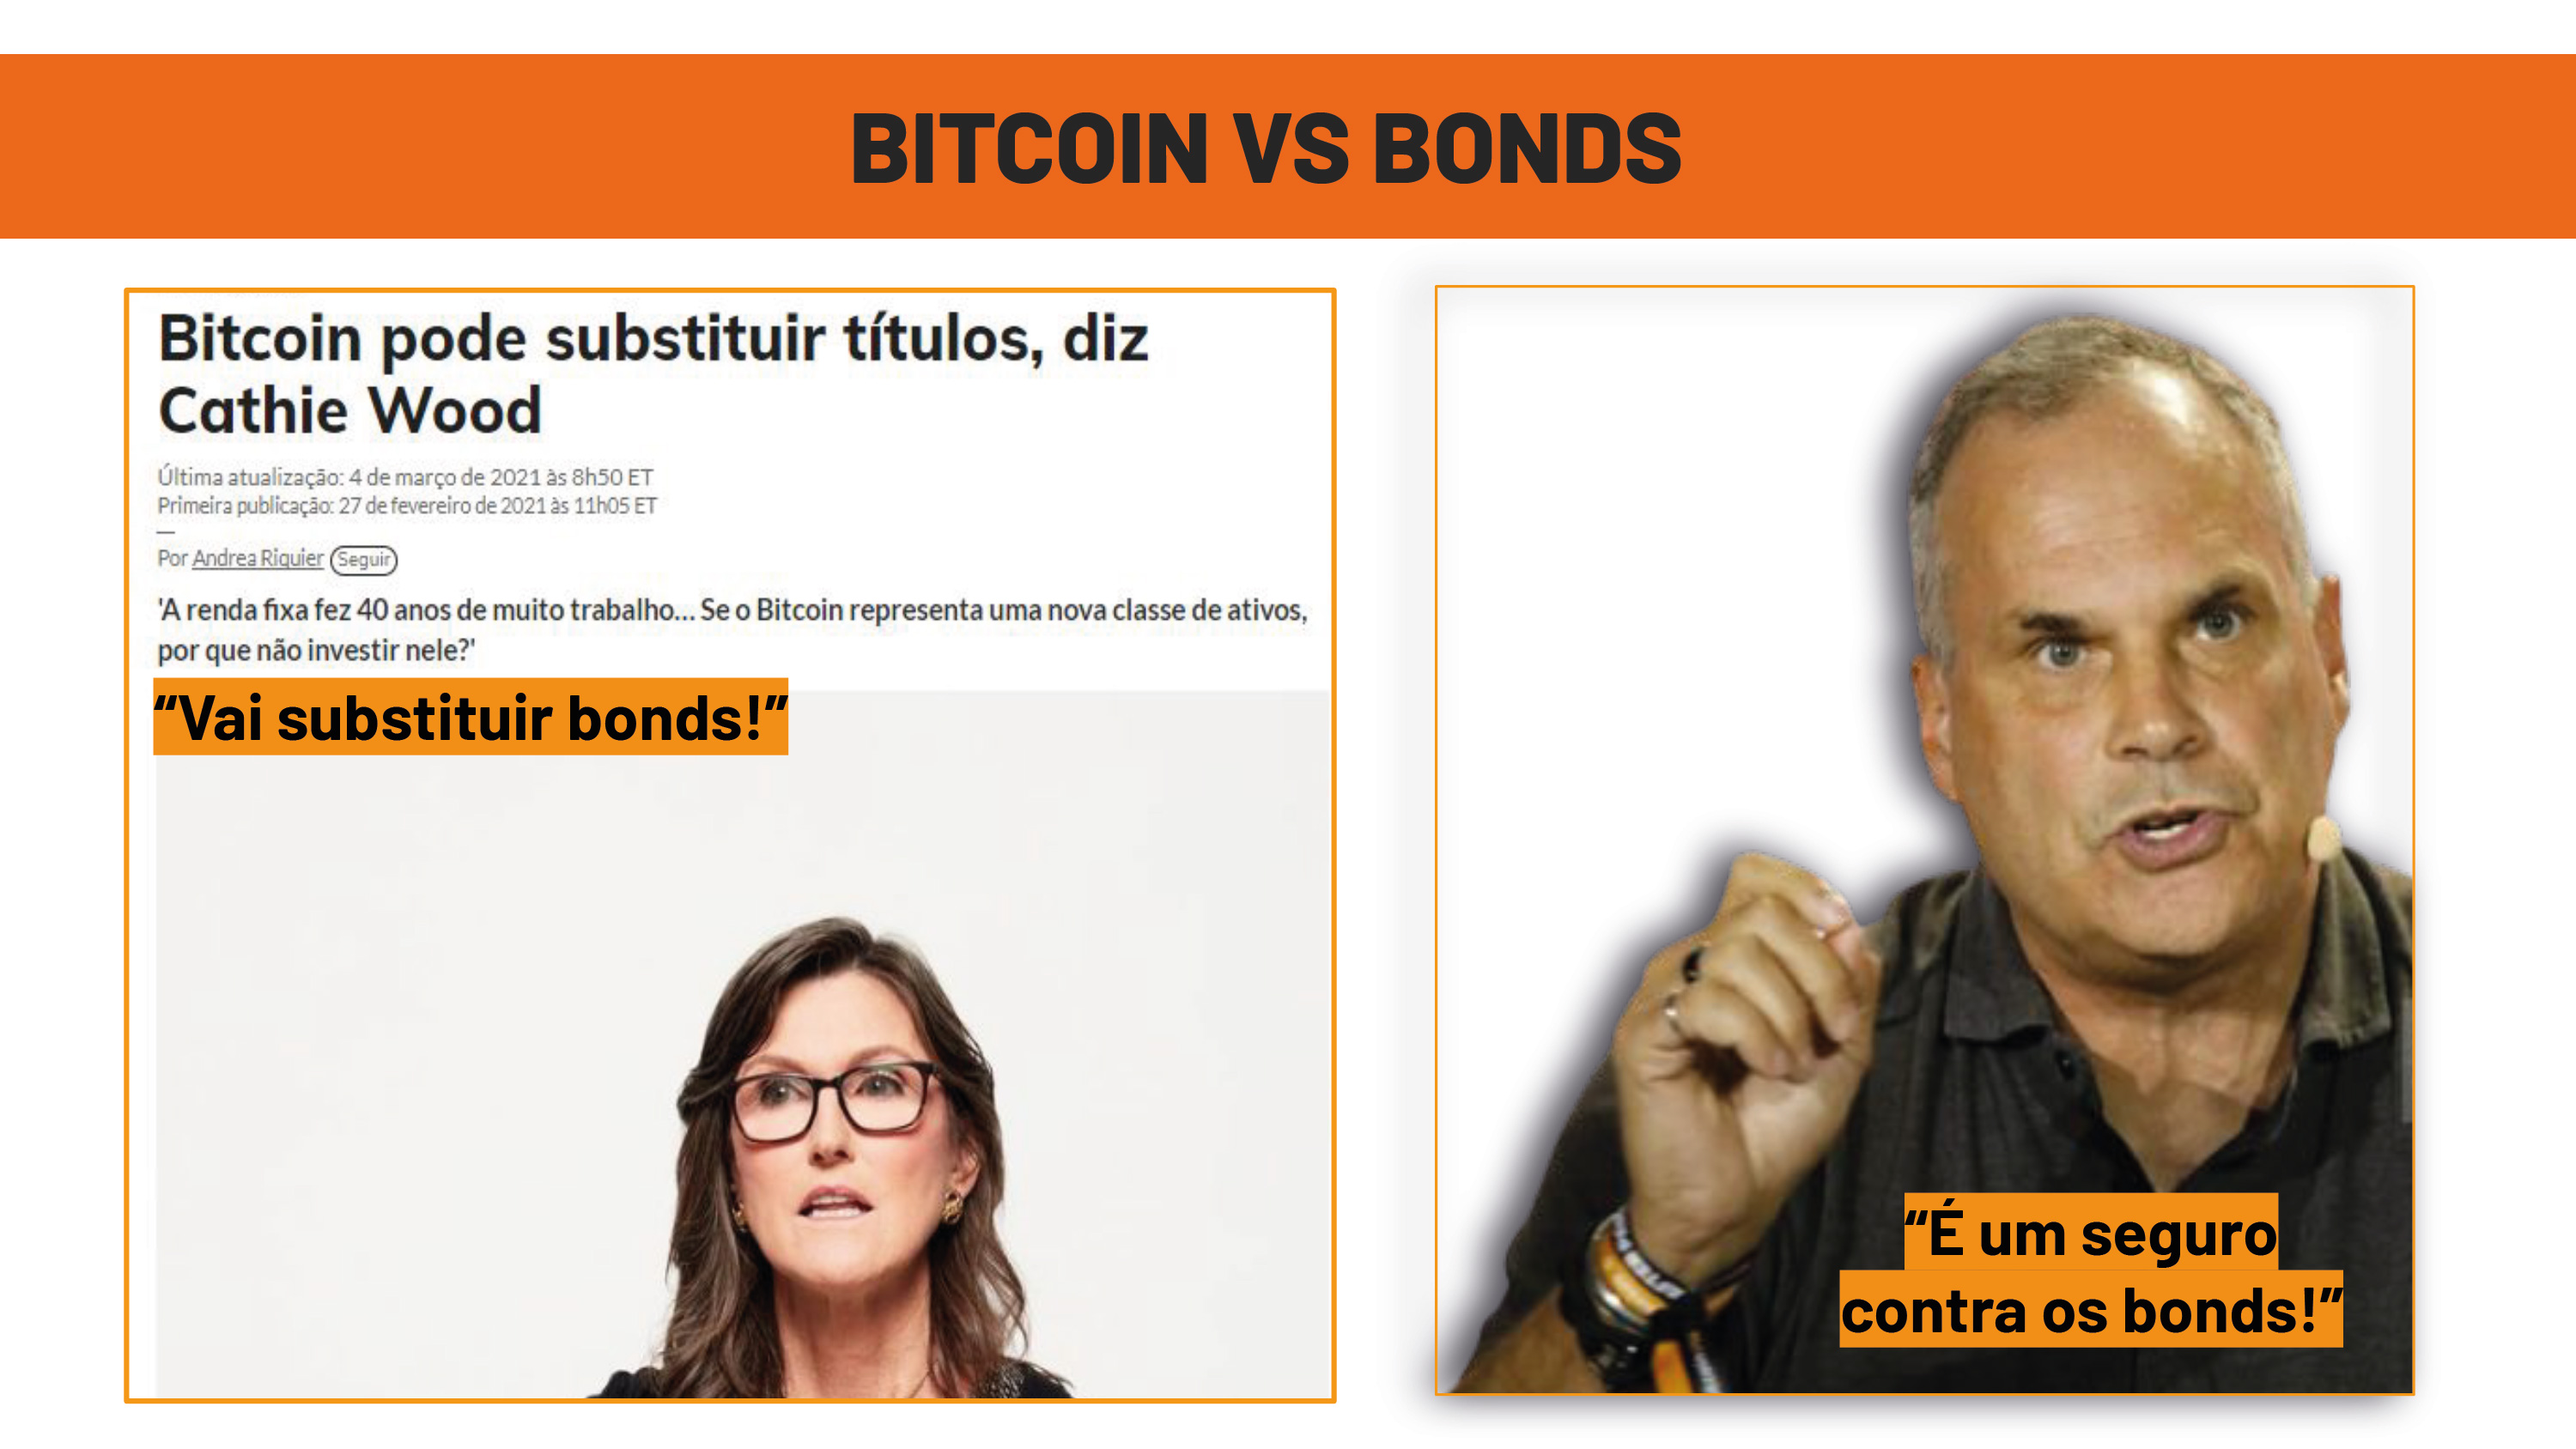 BITCOIN VS BONDS
Bitcoin pode substituir títulos, diz
Cathie Wood
Última atualização: 4 de março de 2021 às 8h50 ET
Primeira publicação: 27 de fevereiro de 2021 às 11h05 ET
—
Por Andrea Riquier Seguir
'A renda fixa fez 40 anos de muito trabalho... Se o Bitcoin representa uma nova classe de ativos,
por que não investir nele?'
“Vai substituir bonds!”
“É um seguro
contra os bonds!”